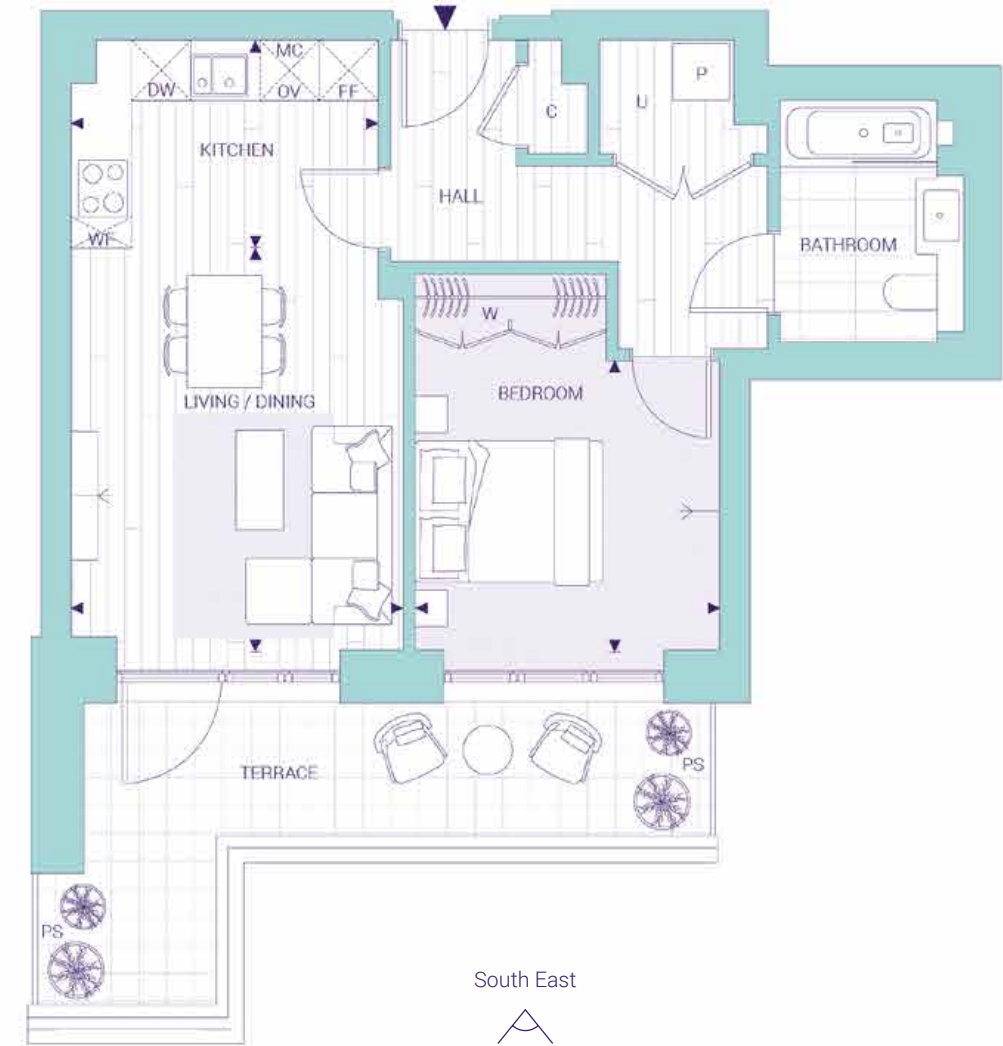 MC
DW
OV
FF
P
U
C
KITCHEN
HALL
WF
BATHROOM
W
BEDROOM
LIVING / DINING
TERRACE
PS
PS
South East